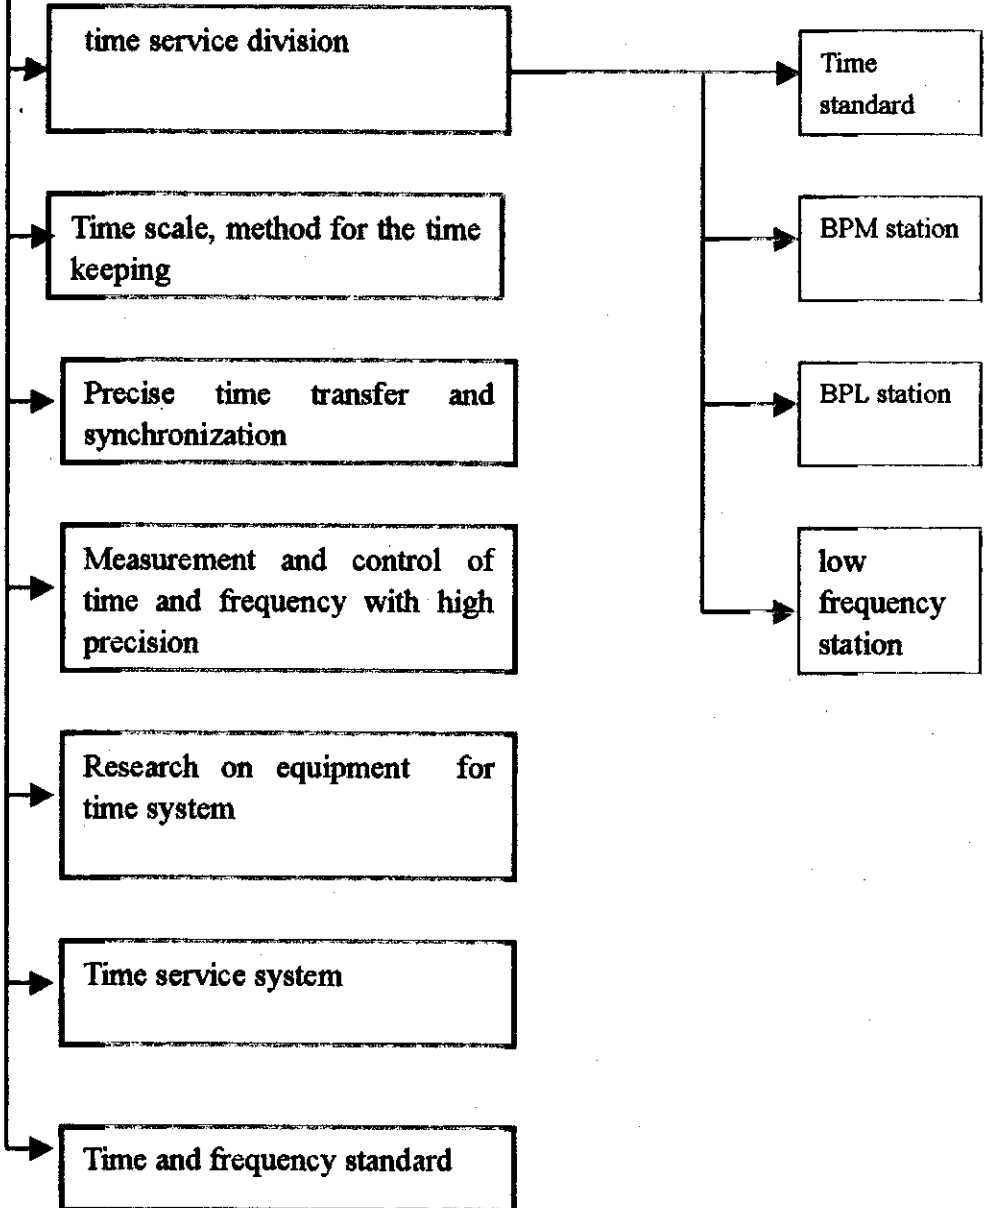 time service division
Time
standard
Time scale, method for the time
keeping
BPM station
Precise time transfer and
synchronization
BPL station
Measurement and control of
time and frequency with high
precision
low
frequency
station
Research on equipment for
time system
Time service system
Time and frequency standard